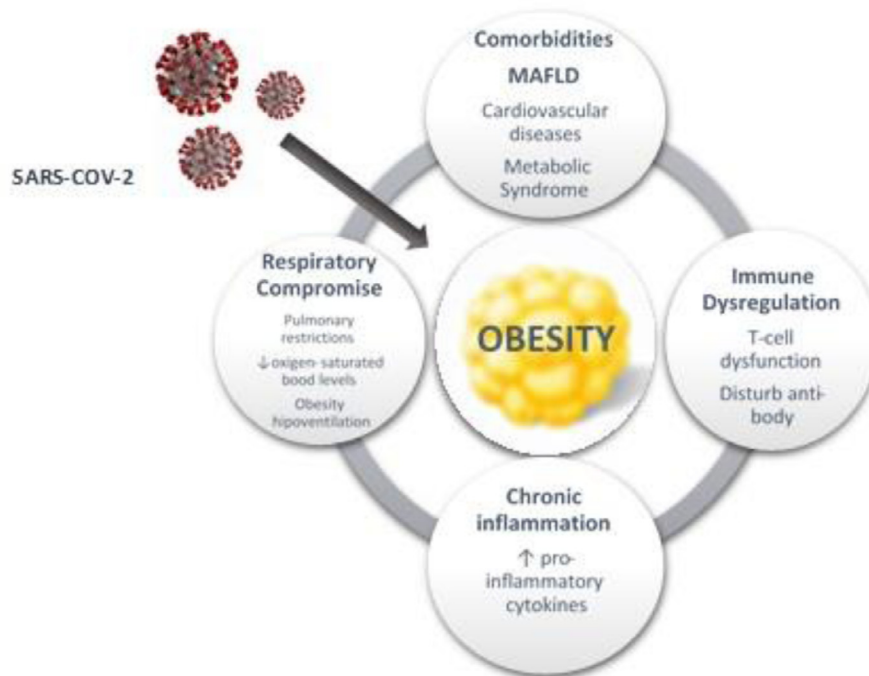 SARS-COV-2
Comorbidities
MAFLD
Cardiovascular
diseases
Metabolic
Syndrome
Respiratory
Compromise
Pulmonary
restrictions
↓oxigen-saturated
bood levels
Obesity
hipoventilation
OBESITY
Immune
Dysregulation
T-cell
dysfunction
Disturb anti-
body
Chronic
inflammation
↑ pro-
inflammatory
cytokines